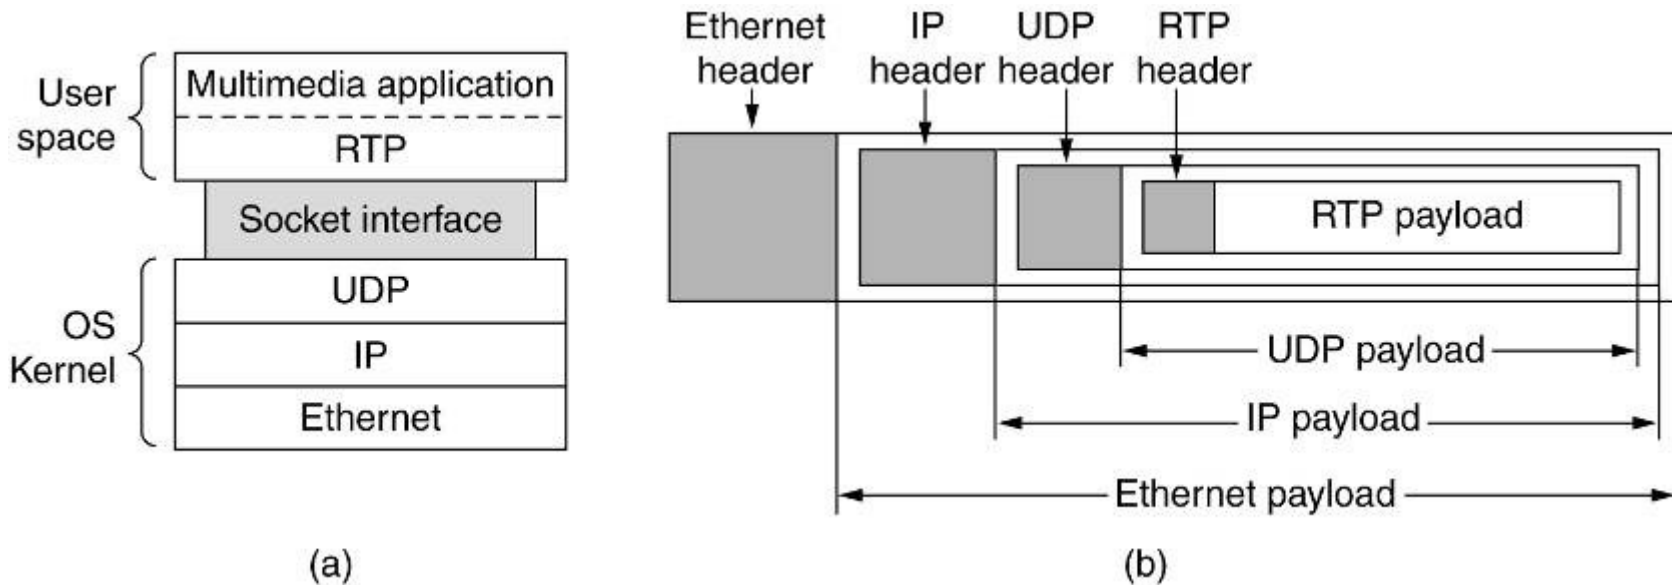 User
space
Multimedia application
RTP
Socket interface
OS
Kernel
UDP
IP
Ethernet
(a)
Ethernet
header
IP
header
UDP
header
RTP
header
RTP payload
UDP payload
IP payload
Ethernet payload
(b)